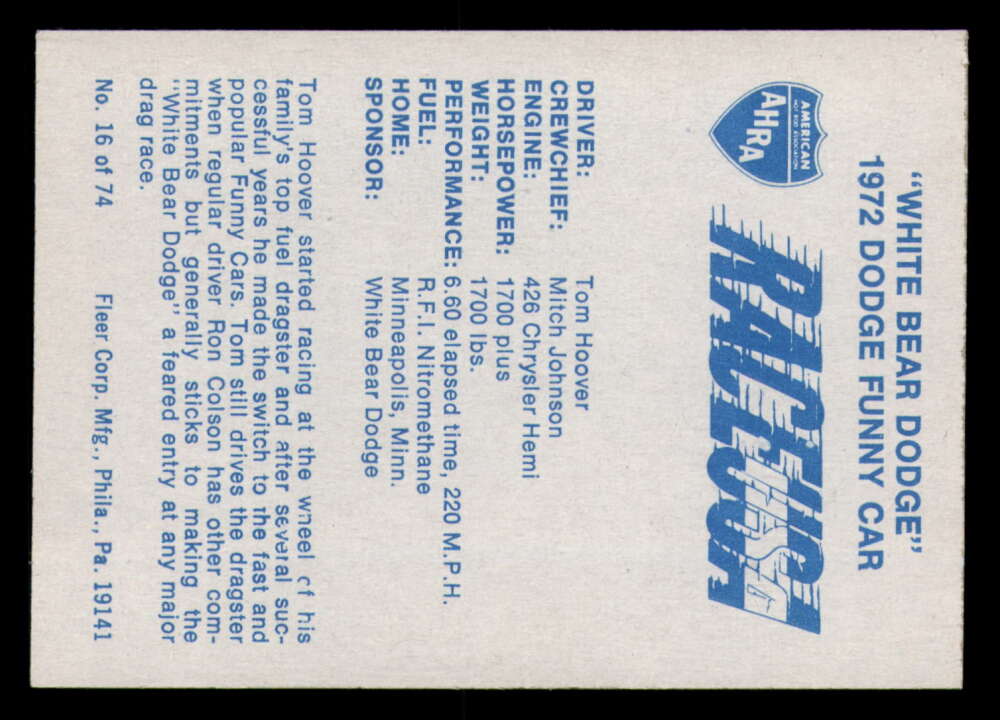 "WHITE BEAR DODGE"
1972 DODGE FUNNY CAR
AMERICAN
HOT ROD ASSOCIATION
AHRA
RACING
USA
DRIVER: Tom Hoover
CREWCHIEF: Mitch Johnson
ENGINE: 426 Chrysler Hemi
HORSEPOWER: 1700 plus
WEIGHT: 1700 lbs.
PERFORMANCE: 6.60 elapsed time, 220 M.P.H.
FUEL: R.F.I. Nitromethane
HOME: Minneapolis, Minn.
SPONSOR: White Bear Dodge
Tom Hoover started racing at the wheel of his
family's top fuel dragster and after several suc-
cessful years he made the switch to the fast and
popular Funny Cars. Tom still drives the dragster
when regular driver Ron Colson has other com-
mitments but generally sticks to making the
"White Bear Dodge" a feared entry at any major
drag race.
No. 16 of 74 Fleer Corp. Mfg., Phila., Pa. 19141